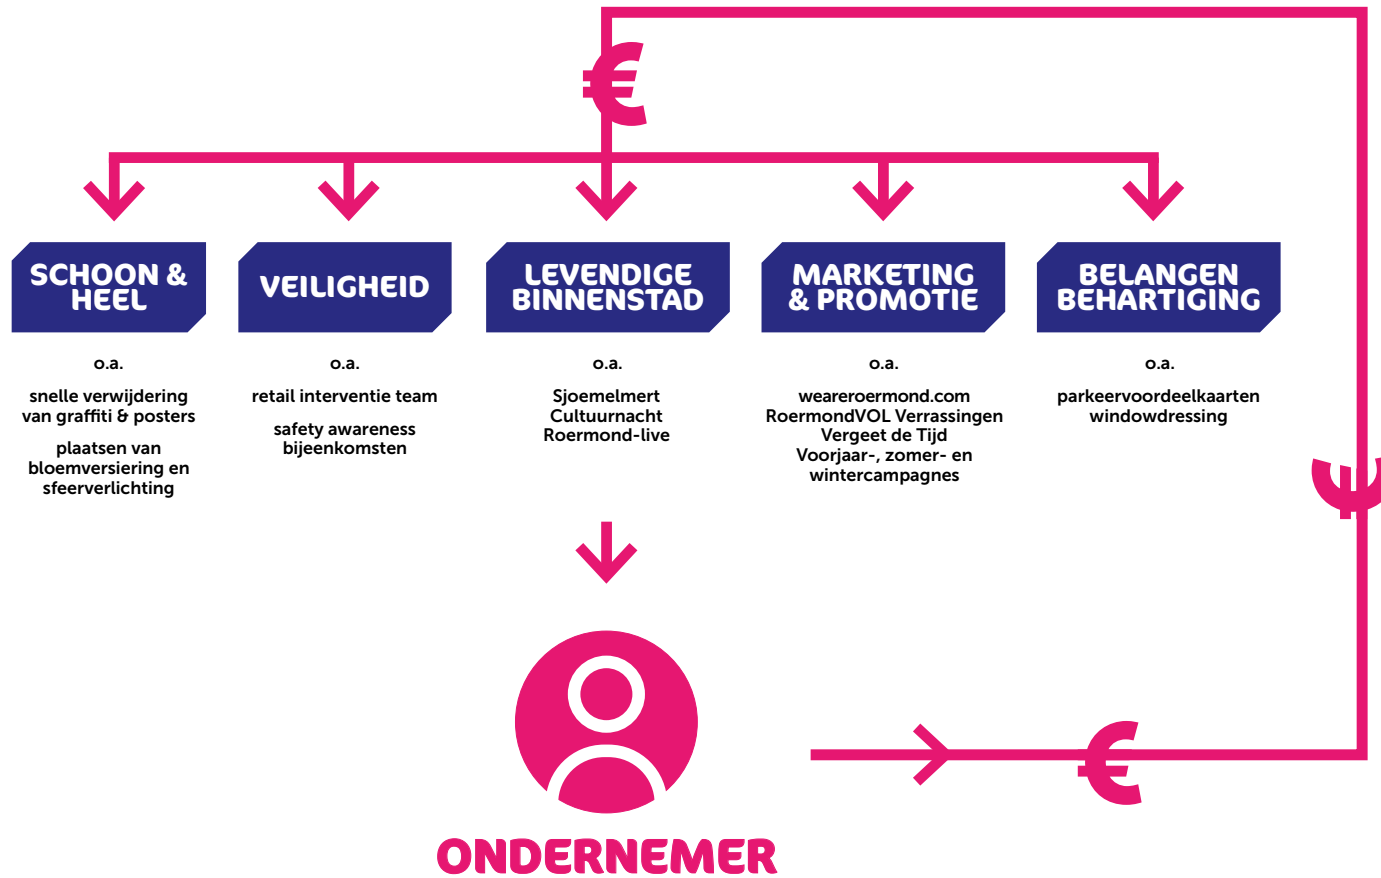 €
SCHOON &
HEEL
o.a.
snelle verwijdering
van graffiti & posters
plaatsen van
bloemversiering en
sfeerverlichting
VEILIGHEID
o.a.
retail interventie team
safety awareness
bijeenkomsten
LEVENDIGE
BINNENSTAD
o.a.
Sjoemelmert
Cultuurnacht
Roermond-live
MARKETING
& PROMOTIE
o.a.
weareroermond.com
RoermondVOL Verrassingen
Vergeet de Tijd
Voorjaar-, zomer- en
wintercampagnes
BELANGEN
BEHARTIGING
o.a.
parkeervoordeelkaarten
windowdressing
€
€
ONDERNEMER